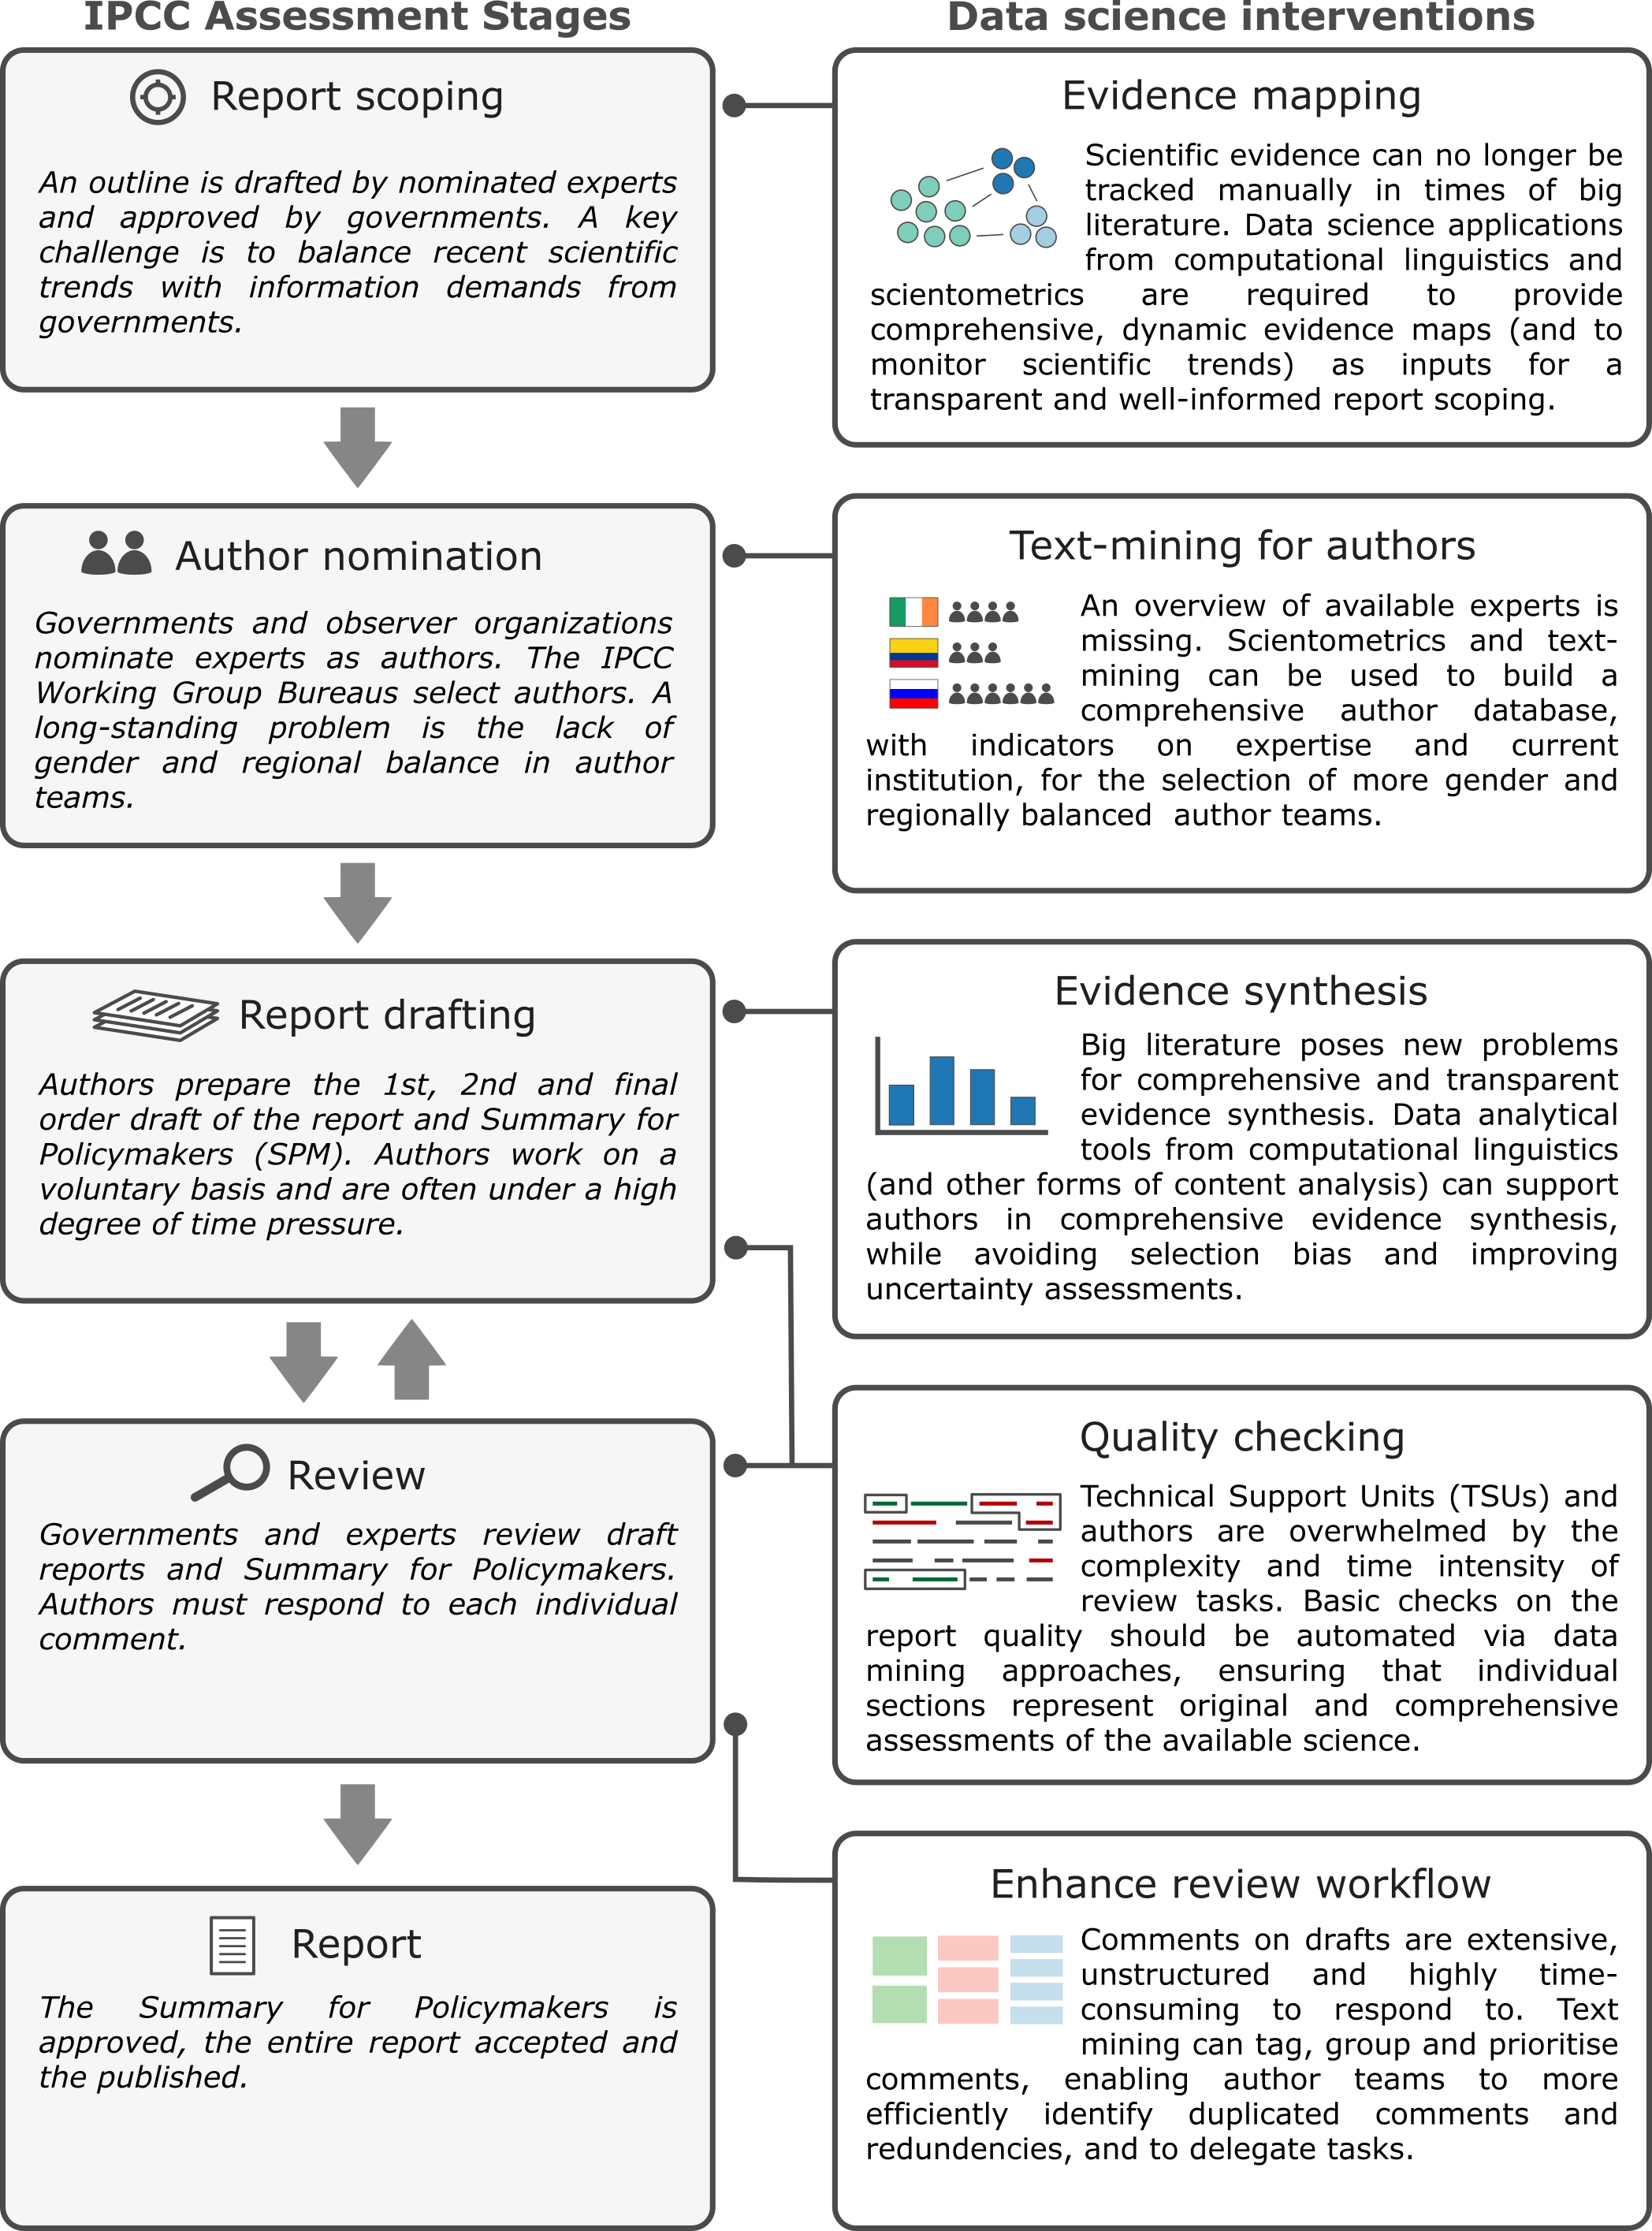 IPCC Assessment Stages
Data science interventions
Report scoping
An outline is drafted by nominated experts
and approved by governments. A key
challenge is to balance recent scientific
trends with information demands from
governments.
Evidence mapping
Scientific evidence can no longer be
tracked manually in times of big
literature. Data science applications
from computational linguistics and
scientometrics are required to provide
comprehensive, dynamic evidence maps (and to
monitor scientific trends) as inputs for a
transparent and well-informed report scoping.
Author nomination
Governments and observer organizations
nominate experts as authors. The IPCC
Working Group Bureaus select authors. A
long-standing problem is the lack of
gender and regional balance in author
teams.
Text-mining for authors
An overview of available experts is
missing. Scientometrics and text-
mining can be used to build a
comprehensive author database,
with indicators on expertise and current
institution, for the selection of more gender and
regionally balanced author teams.
Report drafting
Authors prepare the 1st, 2nd and final
order draft of the report and Summary for
Policymakers (SPM). Authors work on a
voluntary basis and are often under a high
degree of time pressure.
Evidence synthesis
Big literature poses new problems
for comprehensive and transparent
evidence synthesis. Data analytical
tools from computational linguistics
(and other forms of content analysis) can support
authors in comprehensive evidence synthesis,
while avoiding selection bias and improving
uncertainty assessments.
Review
Governments and experts review draft
reports and Summary for Policymakers.
Authors must respond to each individual
comment.
Quality checking
Technical Support Units (TSUs) and
authors are overwhelmed by the
complexity and time intensity of
review tasks. Basic checks on the
report quality should be automated via data
mining approaches, ensuring that individual
sections represent original and comprehensive
assessments of the available science.
Report
The Summary for Policymakers is
approved, the entire report accepted and
the published.
Enhance review workflow
Comments on drafts are extensive,
unstructured and highly time-
consuming to respond to. Text
mining can tag, group and prioritise
comments, enabling author teams to more
efficiently identify duplicated comments and
redundencies, and to delegate tasks.